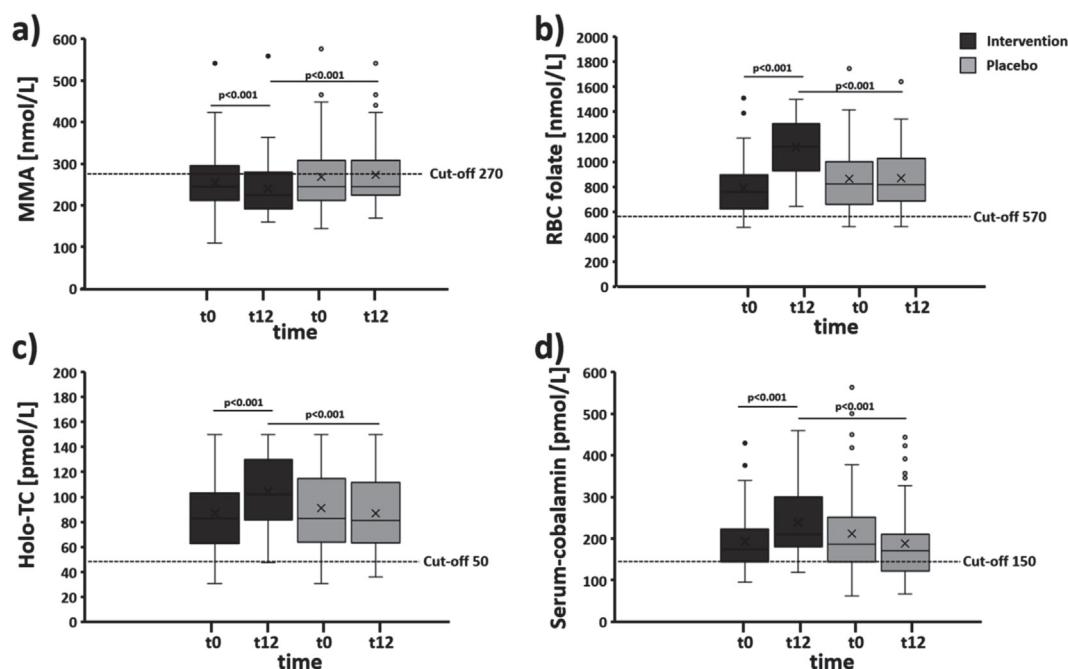 a)
MMA [nmol/L]
600
500
400
300
200
100
0
p<0.001
p<0.001
Cut-off 270
t0 t12 t0 t12
time
b)
RBC folate [nmol/L]
2000
1800
1600
1400
1200
1000
800
600
400
200
0
p<0.001
p<0.001
Cut-off 570
t0 t12 t0 t12
time
Intervention
Placebo
c)
Holo-TC [pmol/L]
200
180
160
140
120
100
80
60
40
20
0
p<0.001
p<0.001
Cut-off 50
t0 t12 t0 t12
time
d)
Serum-cobalamin [pmol/L]
600
500
400
300
200
100
0
p<0.001
p<0.001
Cut-off 150
t0 t12 t0 t12
time